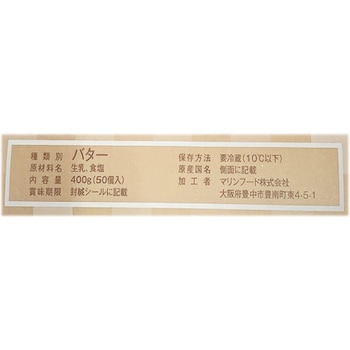 種類別 バター
原材料名 生乳、食塩
内容量 400g(50個入)
賞味期限 封緘シールに記載
保存方法 要冷蔵(10℃以下)
原産国名 側面に記載
加工者 マリンフード株式会社
大阪府豊中市豊南町東4-5-1